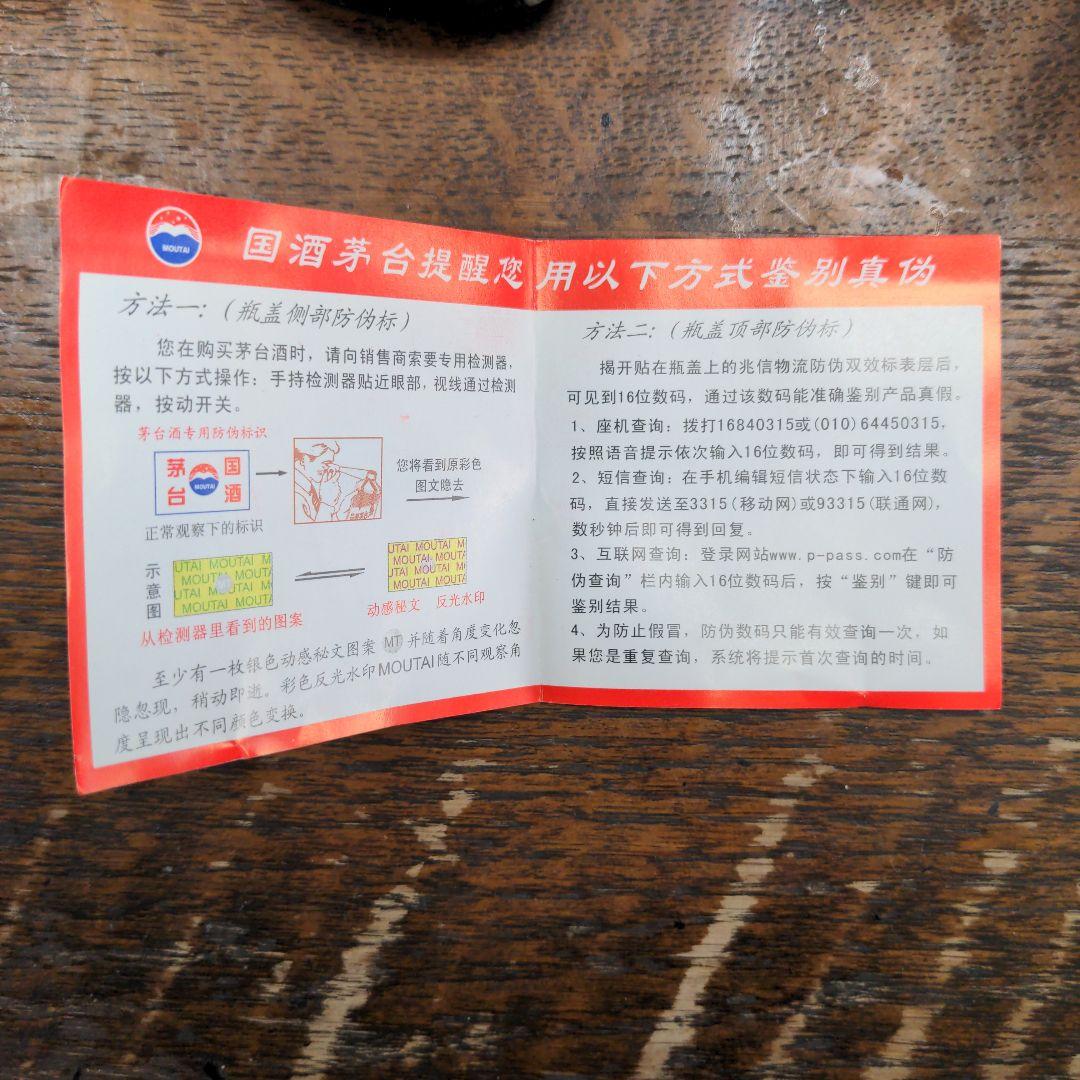 国酒茅台提醒您 用以下方式鉴别真伪
MOUTAI
方法一：（瓶盖侧部防伪标）
您在购买茅台酒时，请向销售商索要专用检测器，
按以下方式操作：手持检测器贴近眼部，视线通过检测
器，按动开关。
茅台酒专用防伪标识
茅台
MOUTAI
国酒
正常观察下的标识
您将看到原彩色
图文隐去
示意图
UTAI MOUTAI M
MOUTAI MOUTA
UTAI MOUTAI M
MOUTAI MOUTA
UTAI MOUTAI M
MOUTAI MOUTA
UTAI MOUTAI M
MOUTAI MOUTA
从检测器里看到的图案
动感秘文 反光水印
至少有一枚银色动感秘文图案 MT 并随着角度变化忽
隐忽现，稍动即逝。彩色反光水印MOUTAI随不同观察角
度呈现出不同颜色变换。
方法二：（瓶盖顶部防伪标）
揭开贴在瓶盖上的兆信物流防伪双效标表层后，
可见到16位数码，通过该数码能准确鉴别产品真假。
1、座机查询：拨打16840315或(010)64450315，
按照语音提示依次输入16位数码，即可得到结果。
2、短信查询：在手机编辑短信状态下输入16位数
码，直接发送至3315(移动网)或93315(联通网)，
数秒钟后即可得到回复。
3、互联网查询：登录网站www.p-pass.com在“防
伪查询”栏内输入16位数码后，按“鉴别”键即可
鉴别结果。
4、为防止假冒，防伪数码只能有效查询一次，如
果您是重复查询，系统将提示首次查询的时间。